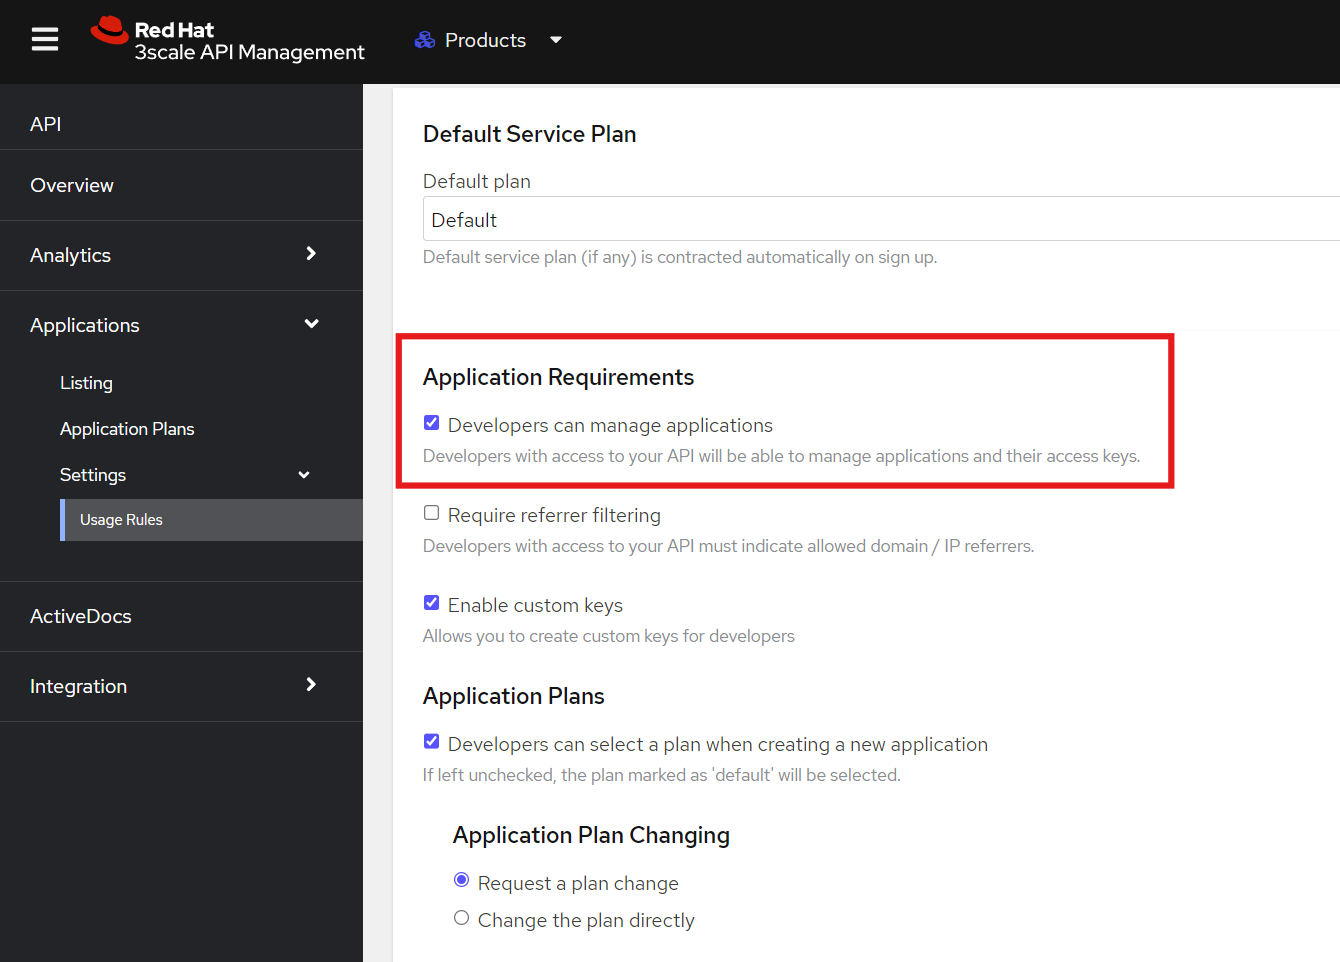 Red Hat
3scale API Management
Products
API
Overview
Analytics
Applications
Listing
Application Plans
Settings
Usage Rules
ActiveDocs
Integration
Default Service Plan
Default plan
Default
Default service plan (if any) is contracted automatically on sign up.
Application Requirements
Developers can manage applications
Developers with access to your API will be able to manage applications and their access keys.
Require referrer filtering
Developers with access to your API must indicate allowed domain / IP referrers.
Enable custom keys
Allows you to create custom keys for developers
Application Plans
Developers can select a plan when creating a new application
If left unchecked, the plan marked as 'default' will be selected.
Application Plan Changing
Request a plan change
Change the plan directly